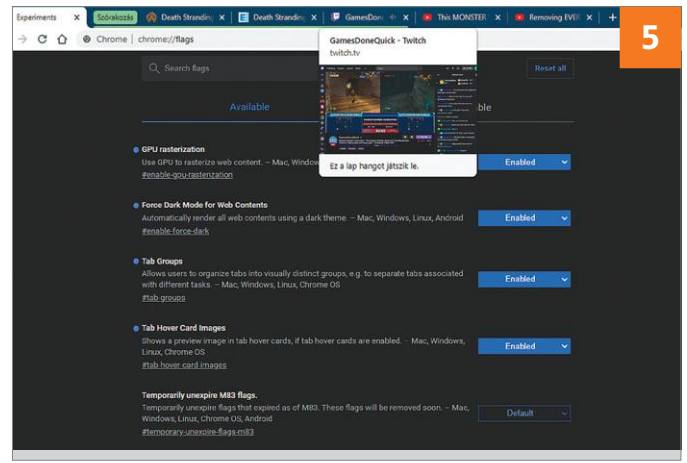 Experiments
Szórakozás
Death Stranding
Death Stranding
GamesDon
This MONSTER
Removing EVER
5
Chrome | chrome://flags
GamesDoneQuick - Twitch
twitch.tv
Search flags
Reset all
Available
ble
Ez a lap hangot játszik le.
GPU rasterization
Use GPU to rasterize web content. – Mac, Window
#enable-gpu-rasterization
Enabled
Force Dark Mode for Web Contents
Automatically render all web contents using a dark theme. – Mac, Windows, Linux, Android
#enable-force-dark
Enabled
Tab Groups
Allows users to organize tabs into visually distinct groups, e.g. to separate tabs associated
with different tasks. – Mac, Windows, Linux, Chrome OS
#tab-groups
Enabled
Tab Hover Card Images
Shows a preview image in tab hover cards, if tab hover cards are enabled. – Mac, Windows,
Linux, Chrome OS
#tab-hover-card-images
Enabled
Temporarily unexpire M83 flags.
Temporarily unexpire flags that expired as of M83. These flags will be removed soon. – Mac,
Windows, Linux, Chrome OS, Android
#temporary-unexpire-flags-m83
Default